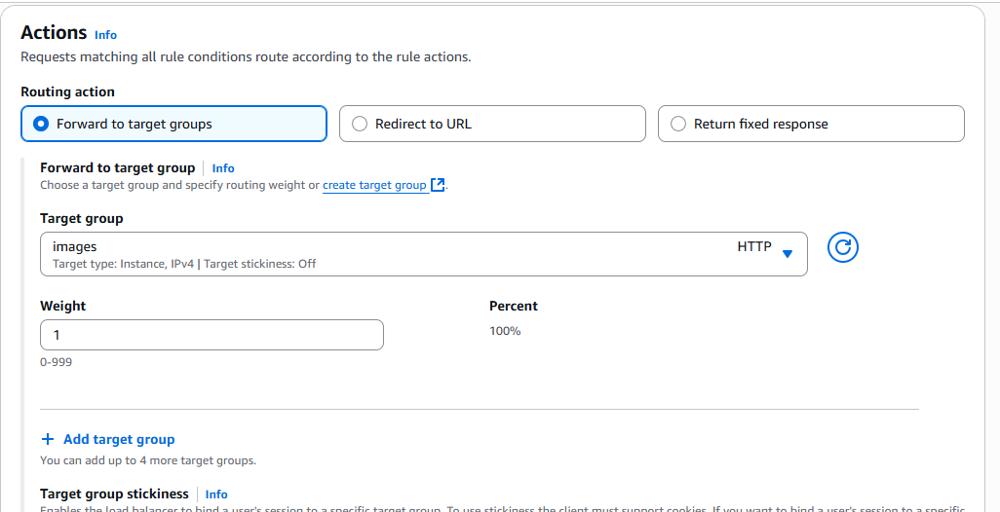 Actions Info
Requests matching all rule conditions route according to the rule actions.
Routing action
Forward to target groups
Redirect to URL
Return fixed response
Forward to target group Info
Choose a target group and specify routing weight or create target group.
Target group
images
HTTP
Target type: Instance, IPv4 | Target stickiness: Off
Weight
Percent
1
100%
0-999
+ Add target group
You can add up to 4 more target groups.
Target group stickiness Info
Enables the load balancer to bind a user's session to a specific target group. To use stickiness the client must support cookies. If you want to bind a user's session to a specific